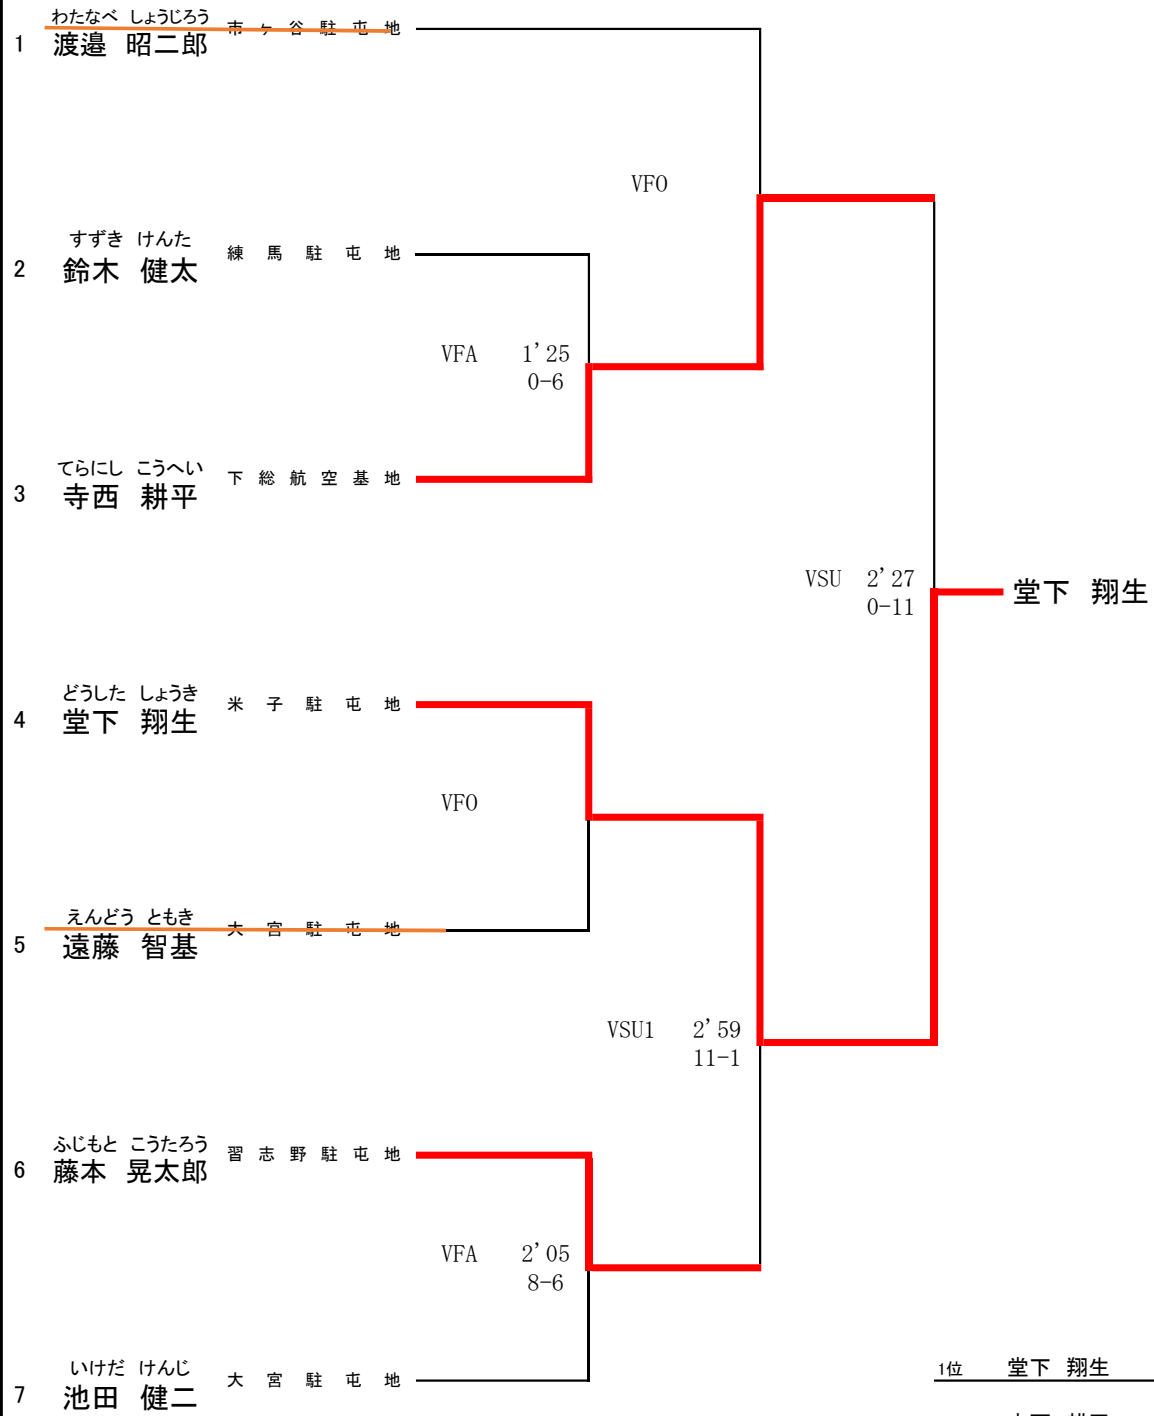 わたなべ しょうじろう
1 渡邉 昭二郎 市ヶ谷駐屯地
VFO
すずき けんた
2 鈴木 健太 練馬駐屯地
VFA 1'25
0-6
てらにし こうへい
3 寺西 耕平 下総航空基地
VSU 2'27
0-11
堂下 翔生
どうした しょうき
4 堂下 翔生 米子駐屯地
VFO
えんどう ともき
5 遠藤 智基 大宮駐屯地
VSU1 2'59
11-1
ふじもと こうたろう
6 藤本 晃太郎 習志野駐屯地
VFA 2'05
8-6
いけだ けんじ
7 池田 健二 大宮駐屯地
1位 堂下 翔生